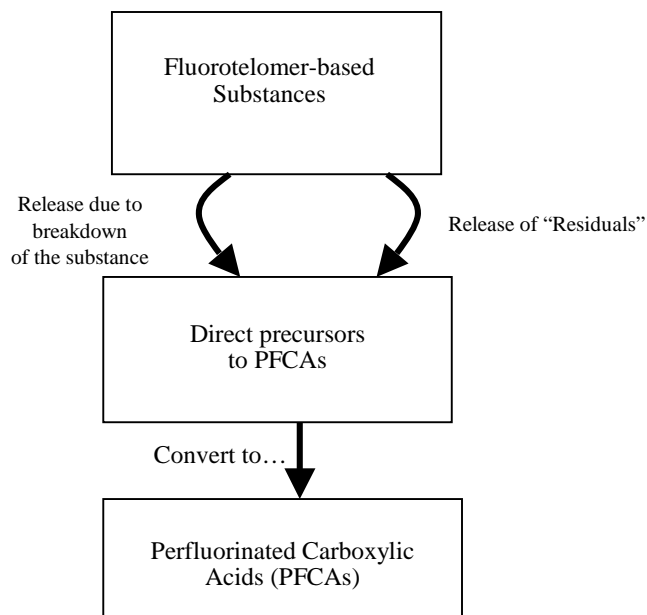 Fluorotelomer-based
Substances
Release due to
breakdown
of the substance
Release of “Residuals”
Direct precursors
to PFCAs
Convert to…
Perfluorinated Carboxylic
Acids (PFCAs)